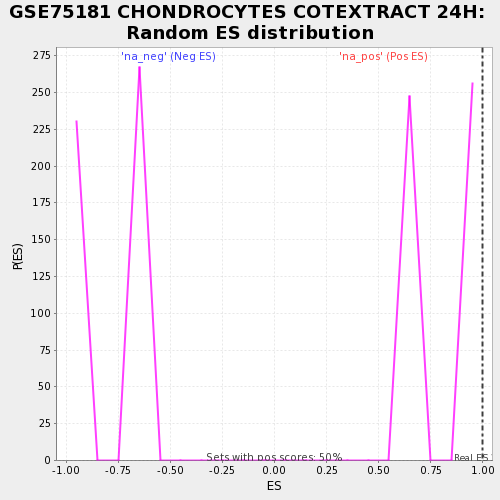 GSE75181 CHONDROCYTES COTEXTRACT 24H:
Random ES distribution
'na_neg' (Neg ES)
'na_pos' (Pos ES)
275
250
225
200
175
150
125
100
75
50
25
0
P(ES)
Sets with pos scores: 50%
Real ES
-1.00 -0.75 -0.50 -0.25 0.00 0.25 0.50 0.75 1.00
ES